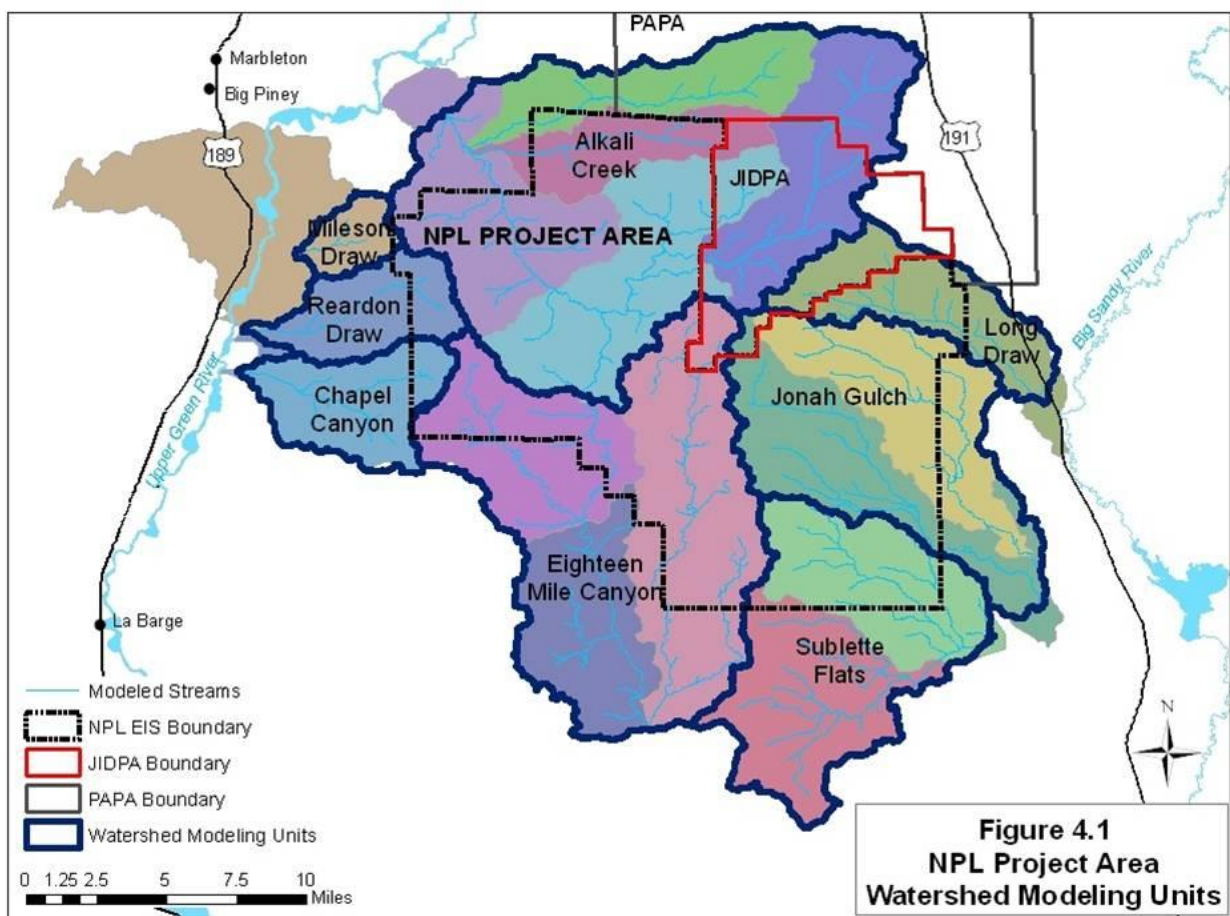 PAPA
Marbleton
Big Piney
189
191
Alkali
Creek
JIDPA
Mileson
Draw
NPL PROJECT AREA
Reardon
Draw
Long
Draw
Big Sandy River
Chapel
Canyon
Jonah Gulch
Upper Green River
Eighteen
Mile Canyon
La Barge
Sublette
Flats
Modeled Streams
NPL EIS Boundary
JIDPA Boundary
PAPA Boundary
Watershed Modeling Units
N
0 1.25 2.5 5 7.5 10
Miles
Figure 4.1
NPL Project Area
Watershed Modeling Units